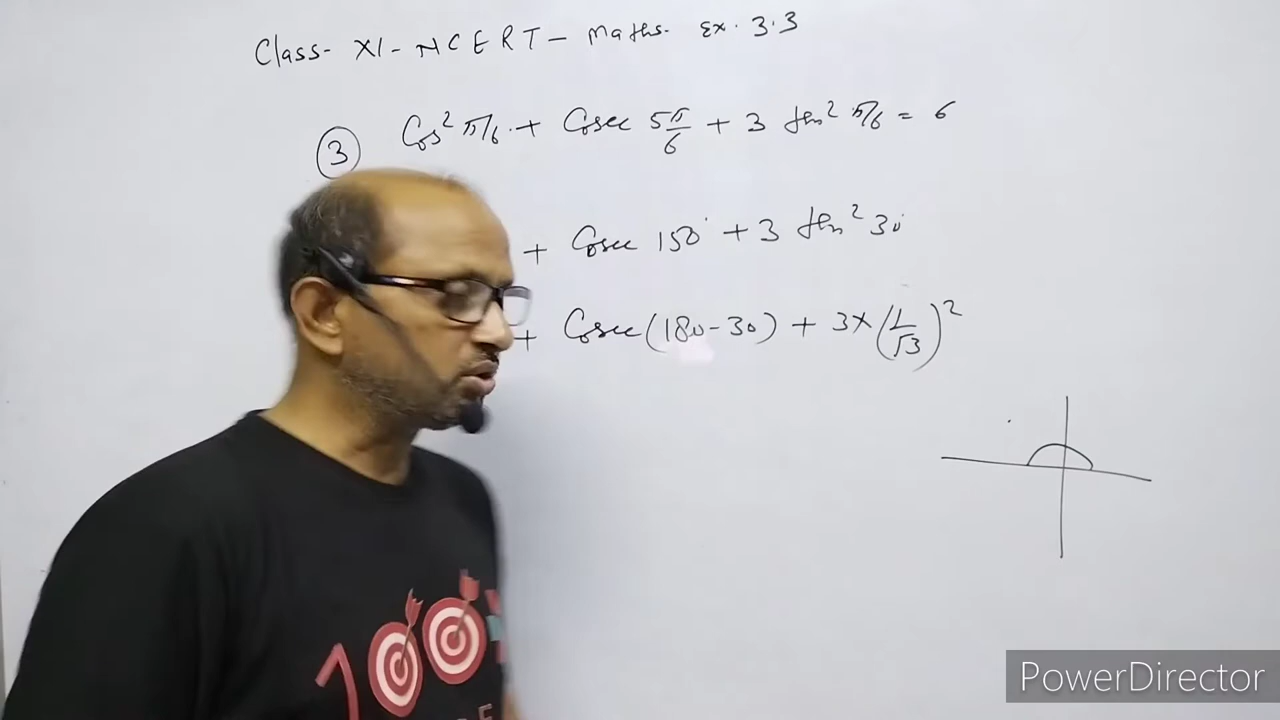 Class- XI - NCERT - Maths. Ex. 3.3
③ Cos² π/6 + Cosec 5π/6 + 3 tan² π/6 = 6
+ Cosec 150° + 3 tan² 30°
+ Cosec (180 - 30) + 3 × (1/√3)²
100%
PowerDirector